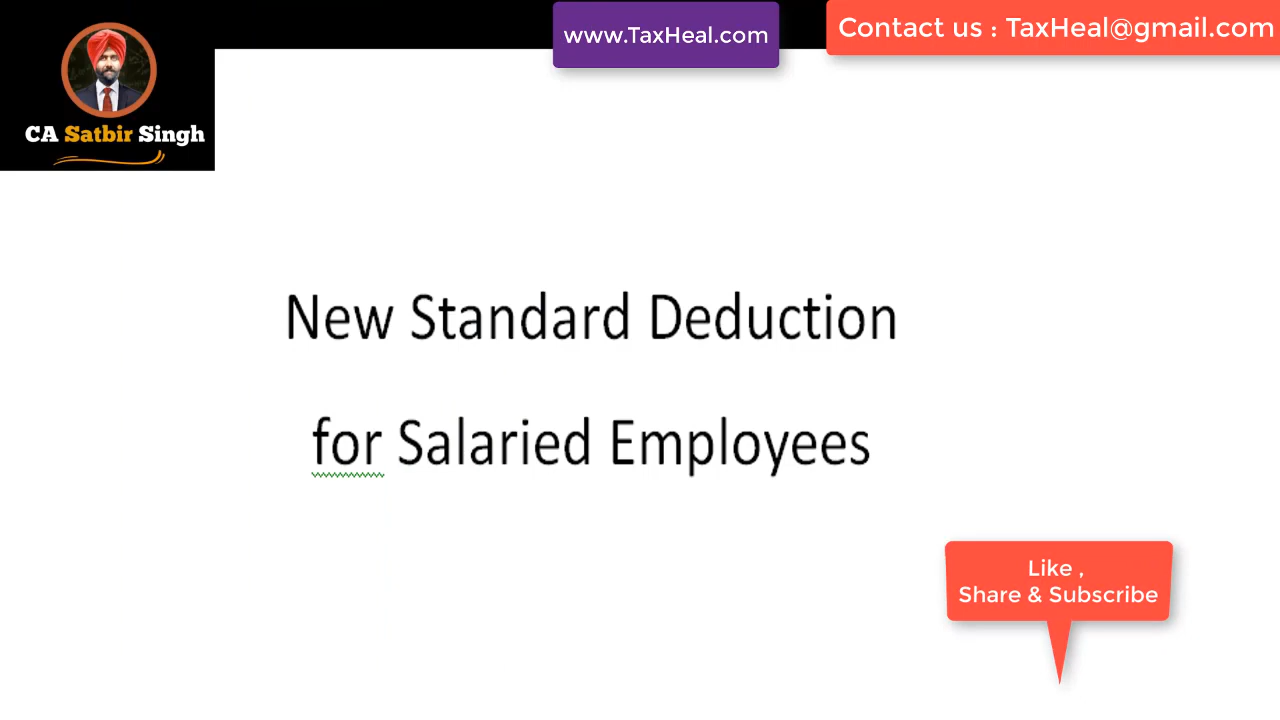 www.TaxHeal.com
Contact us : TaxHeal@gmail.com
CA Satbir Singh
New Standard Deduction
for Salaried Employees
Like ,
Share & Subscribe